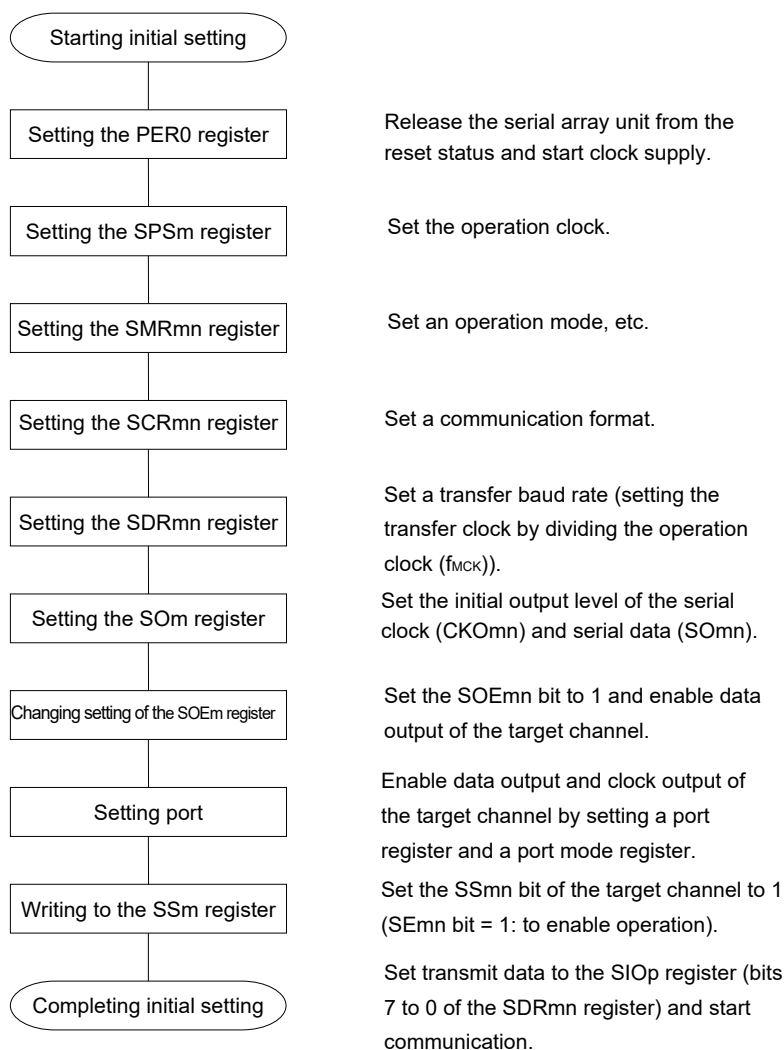 Starting initial setting
Setting the PER0 register
Release the serial array unit from the
reset status and start clock supply.
Setting the SPSm register
Set the operation clock.
Setting the SMRmn register
Set an operation mode, etc.
Setting the SCRmn register
Set a communication format.
Setting the SDRmn register
Set a transfer baud rate (setting the
transfer clock by dividing the operation
clock (fMCK)).
Setting the SOm register
Set the initial output level of the serial
clock (CKOmn) and serial data (SOmn).
Changing setting of the SOEm register
Set the SOEmn bit to 1 and enable data
output of the target channel.
Setting port
Enable data output and clock output of
the target channel by setting a port
register and a port mode register.
Writing to the SSm register
Set the SSmn bit of the target channel to 1
(SEmn bit = 1: to enable operation).
Completing initial setting
Set transmit data to the SIOp register (bits
7 to 0 of the SDRmn register) and start
communication.